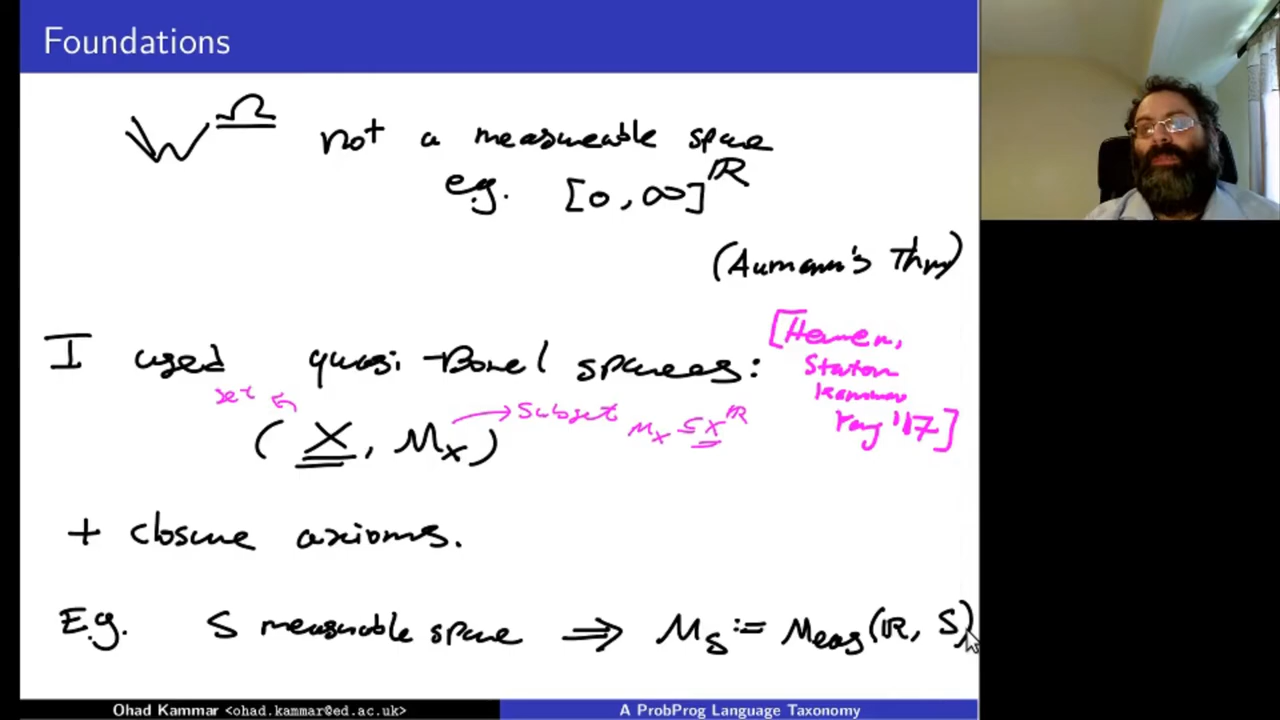 Foundations
𝕎^Ω not a measureable space
e.g. [0, ∞]^ℝ
(Aumann's Thm)
I used quasi-Borel spaces:
[Heunen,
Staton
Kammar
Yang '17]
set
Subset M_X ⊆ X^ℝ
(X, M_X)
+ closure axioms.
E.g. S measurable space ⇒ M_S := Meas(ℝ, S)
Ohad Kammar <ohad.kammar@ed.ac.uk>
A ProbProg Language Taxonomy